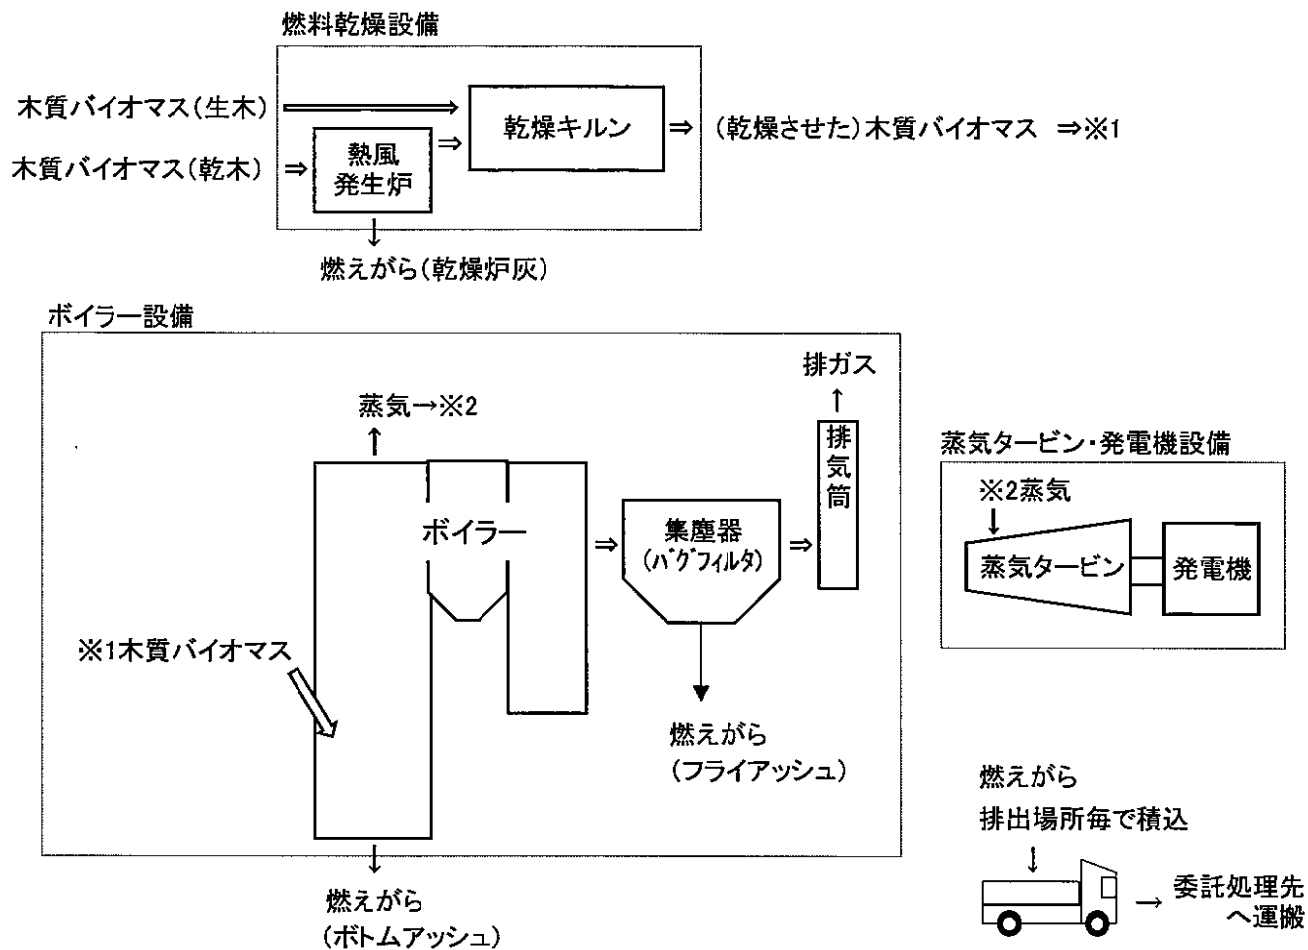 燃料乾燥設備
木質バイオマス(生木)
乾燥キルン
⇒ (乾燥させた)木質バイオマス ⇒※1
木質バイオマス(乾木) ⇒
熱風
発生炉
⇒
↓
燃えがら(乾燥炉灰)
ボイラー設備
排ガス
↑
蒸気→※2
↑
排気筒
ボイラー
⇒
集塵器
(バグフィルタ)
⇒
※1木質バイオマス
燃えがら
(フライアッシュ)
↓
燃えがら
(ボトムアッシュ)
蒸気タービン・発電機設備
※2蒸気
↓
蒸気タービン
発電機
燃えがら
排出場所毎で積込
↓
→ 委託処理先
へ運搬